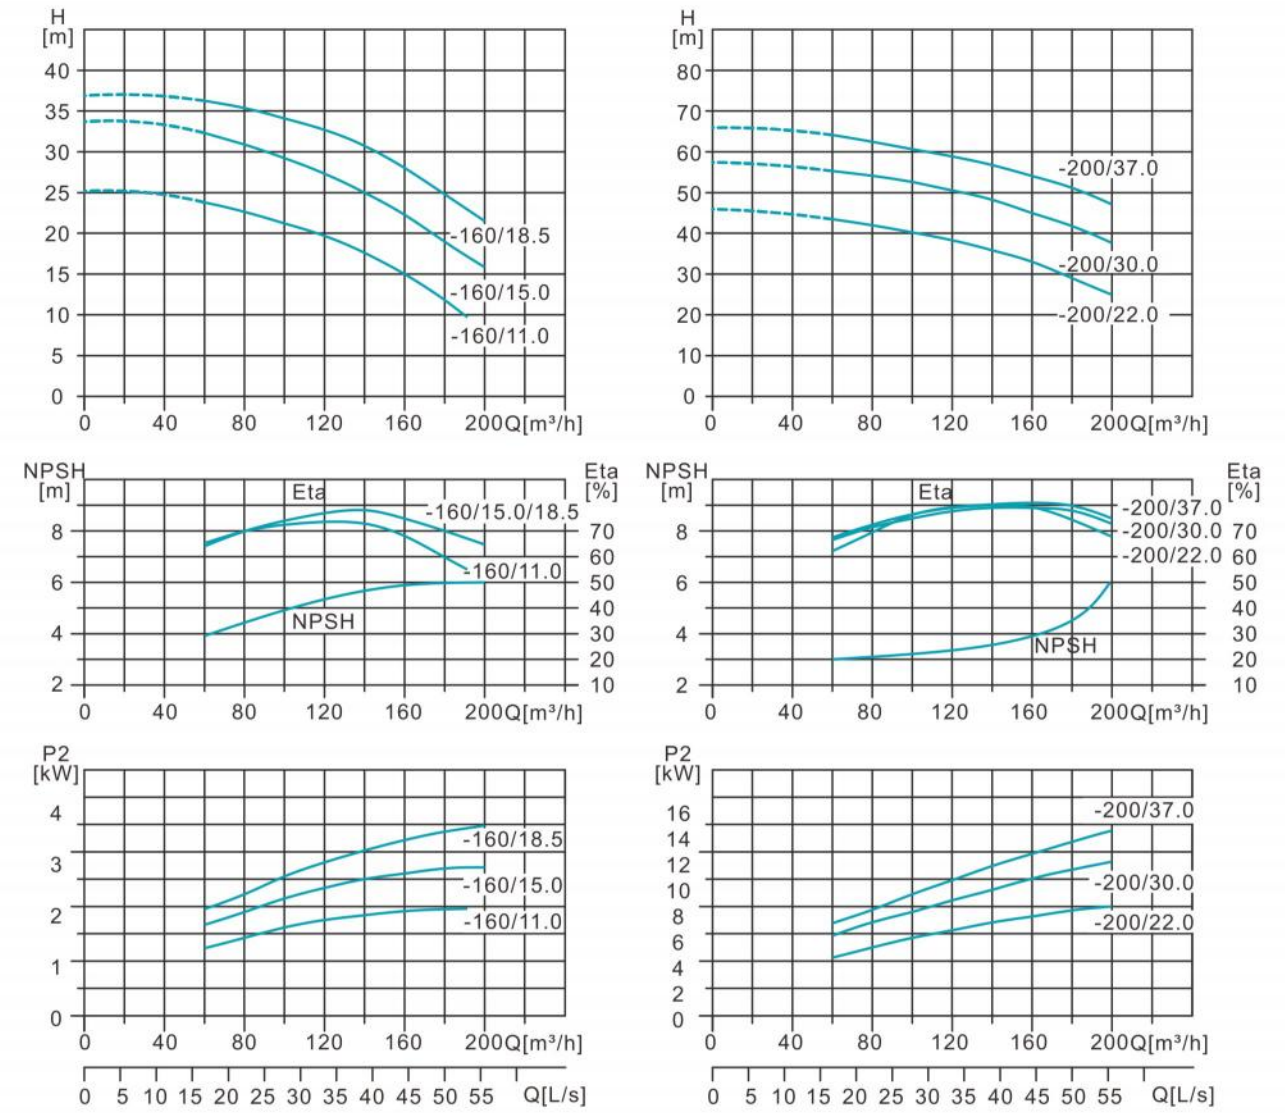 H
[m]
40
35
30
25
20
15
10
5
0
-160/18.5
-160/15.0
-160/11.0
0 40 80 120 160 200Q[m³/h]
H
[m]
80
70
60
50
40
30
20
10
0
-200/37.0
-200/30.0
-200/22.0
0 40 80 120 160 200Q[m³/h]
NPSH
[m]
8
6
4
2
Eta
[%]
70
60
50
40
30
20
10
Eta
-160/15.0/18.5
-160/11.0
NPSH
0 40 80 120 160 200Q[m³/h]
NPSH
[m]
8
6
4
2
Eta
[%]
70
60
50
40
30
20
10
Eta
-200/37.0
-200/30.0
-200/22.0
NPSH
0 40 80 120 160 200Q[m³/h]
P2
[kW]
4
3
2
1
0
-160/18.5
-160/15.0
-160/11.0
0 40 80 120 160 200Q[m³/h]
0 5 10 15 20 25 30 35 40 45 50 55 Q[L/s]
P2
[kW]
16
14
12
10
8
6
4
2
0
-200/37.0
-200/30.0
-200/22.0
0 40 80 120 160 200Q[m³/h]
0 5 10 15 20 25 30 35 40 45 50 55 Q[L/s]